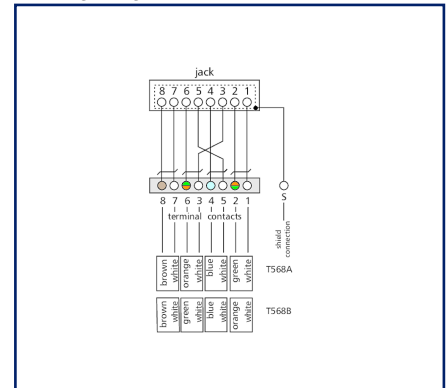 jack
8 7 6 5 4 3 2 1
8 7 6 3 4 5 2 1
S
terminal contacts
shield
connection
brown
white
orange
white
blue
white
green
white
T568A
brown
white
green
white
blue
white
orange
white
T568B